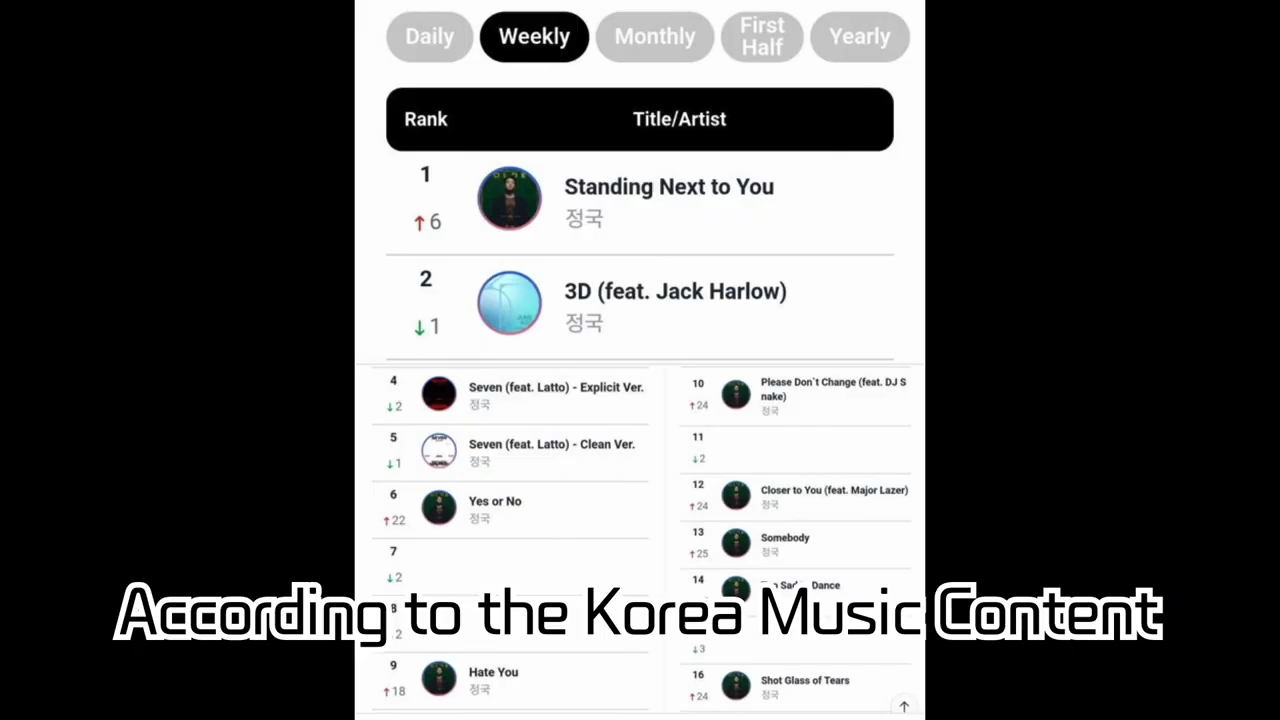 Daily
Weekly
Monthly
First
Half
Yearly
Rank
Title/Artist
1
Standing Next to You
↑6
정국
2
3D (feat. Jack Harlow)
↓1
정국
4
Seven (feat. Latto) - Explicit Ver.
↓2
정국
5
Seven (feat. Latto) - Clean Ver.
↓1
정국
6
Yes or No
↑22
정국
7
↓2
8
2
9
Hate You
↑18
정국
10
Please Don`t Change (feat. DJ S
nake)
↑24
정국
11
↓2
12
Closer to You (feat. Major Lazer)
↑24
정국
13
Somebody
↑25
정국
14
Dance
↓3
16
Shot Glass of Tears
↑24
정국
According to the Korea Music Content